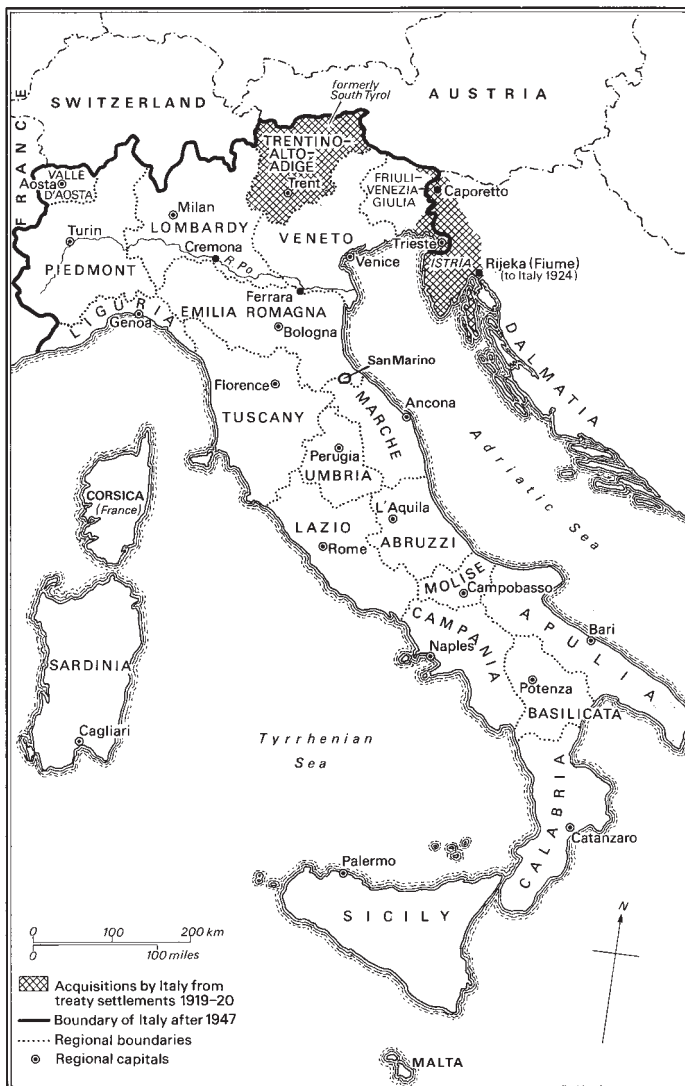 formerly
South Tyrol
SWITZERLAND
AUSTRIA
FRANCE
TRENTINO-
ALTO-
ADIGE
Trent
FRIULI-
VENEZIA
GIULIA
Caporetto
VALLE
D'AOSTA
Aosta
Milan
LOMBARDY
Turin
Cremona
R. Po
VENETO
Venice
Trieste
ISTRIA
Rijeka (Fiume)
(to Italy 1924)
PIEDMONT
Ferrara
EMILIA ROMAGNA
LIGURIA
Genoa
Bologna
DALMATIA
San Marino
Florence
TUSCANY
MARCHE
Ancona
Adriatic Sea
Perugia
UMBRIA
CORSICA
(France)
L'Aquila
LAZIO
ABRUZZI
Rome
MOLISE
Campobasso
CAMPANIA
APULIA
Bari
Naples
SARDINIA
Potenza
BASILICATA
Cagliari
Tyrrhenian
Sea
CALABRIA
Catanzaro
Palermo
SICILY
N
0 100 200 km
0 100 miles
Acquisitions by Italy from
treaty settlements 1919–20
Boundary of Italy after 1947
Regional boundaries
Regional capitals
MALTA